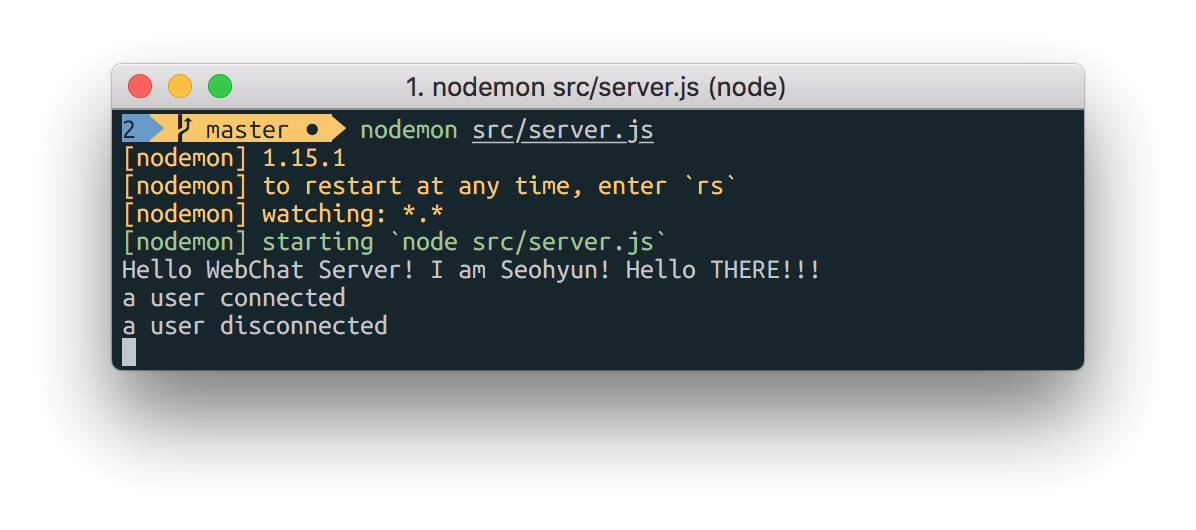 1. nodemon src/server.js (node)
2 master ● nodemon src/server.js
[nodemon] 1.15.1
[nodemon] to restart at any time, enter `rs`
[nodemon] watching: *.*
[nodemon] starting `node src/server.js`
Hello WebChat Server! I am Seohyun! Hello THERE!!!
a user connected
a user disconnected